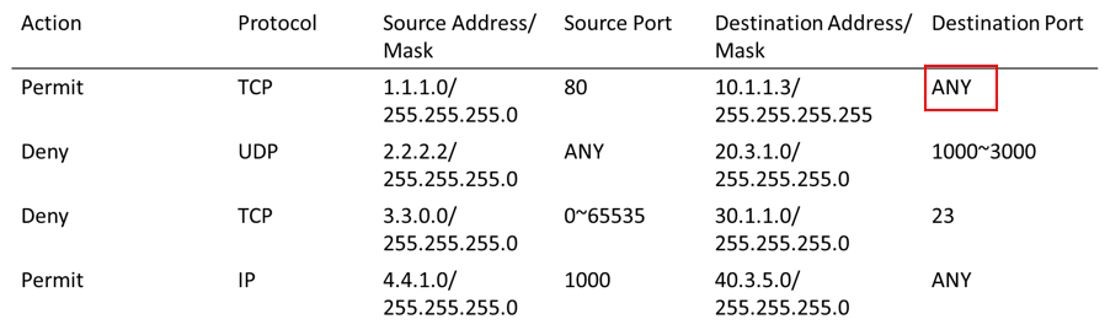 Action Protocol Source Address/ Source Port Destination Address/ Destination Port
Mask Mask
Permit TCP 1.1.1.0/ 80 10.1.1.3/ ANY
255.255.255.0 255.255.255.255
Deny UDP 2.2.2.2/ ANY 20.3.1.0/ 1000~3000
255.255.255.0 255.255.255.0
Deny TCP 3.3.0.0/ 0~65535 30.1.1.0/ 23
255.255.255.0 255.255.255.0
Permit IP 4.4.1.0/ 1000 40.3.5.0/ ANY
255.255.255.0 255.255.255.0